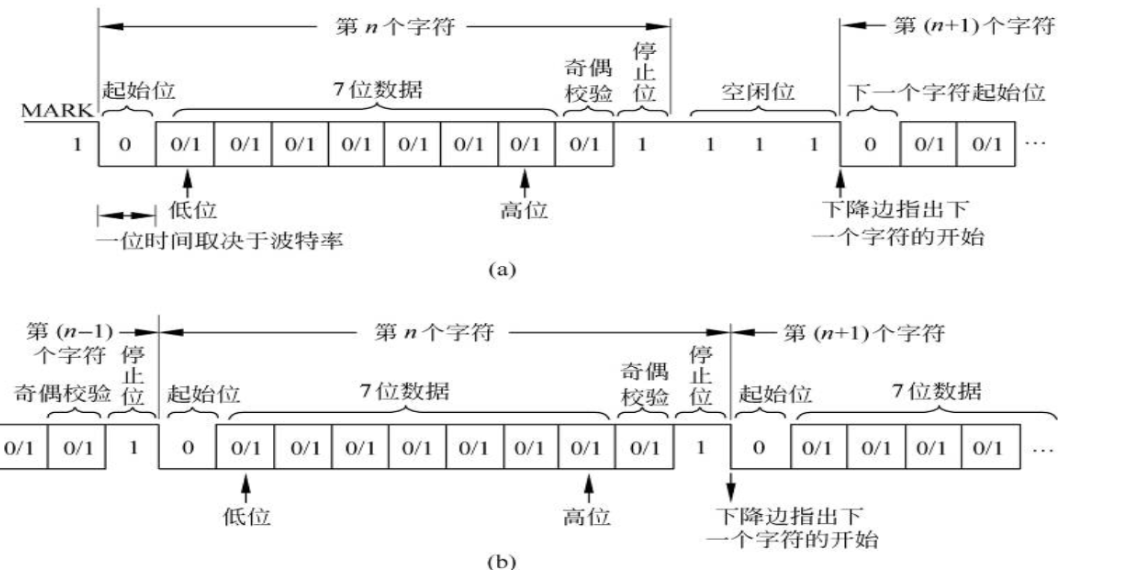 第 n 个字符
第 (n+1) 个字符
起始位
7位数据
奇偶
校验
停
止
位
空闲位
下一个字符起始位
MARK
1 0 0/1 0/1 0/1 0/1 0/1 0/1 0/1 0/1 1 1 1 1 0 0/1 0/1 …
低位
高位
下降边指出下
一个字符的开始
一位时间取决于波特率
(a)
第 (n−1)
个字符
第 n 个字符
第 (n+1) 个字符
奇偶校验
停
止
位
起始位
7位数据
奇偶
校验
停
止
位
起始位
7位数据
0/1 0/1 1 0 0/1 0/1 0/1 0/1 0/1 0/1 0/1 0/1 1 0 0/1 0/1 0/1 0/1 …
低位
高位
下降边指出下
一个字符的开始
(b)